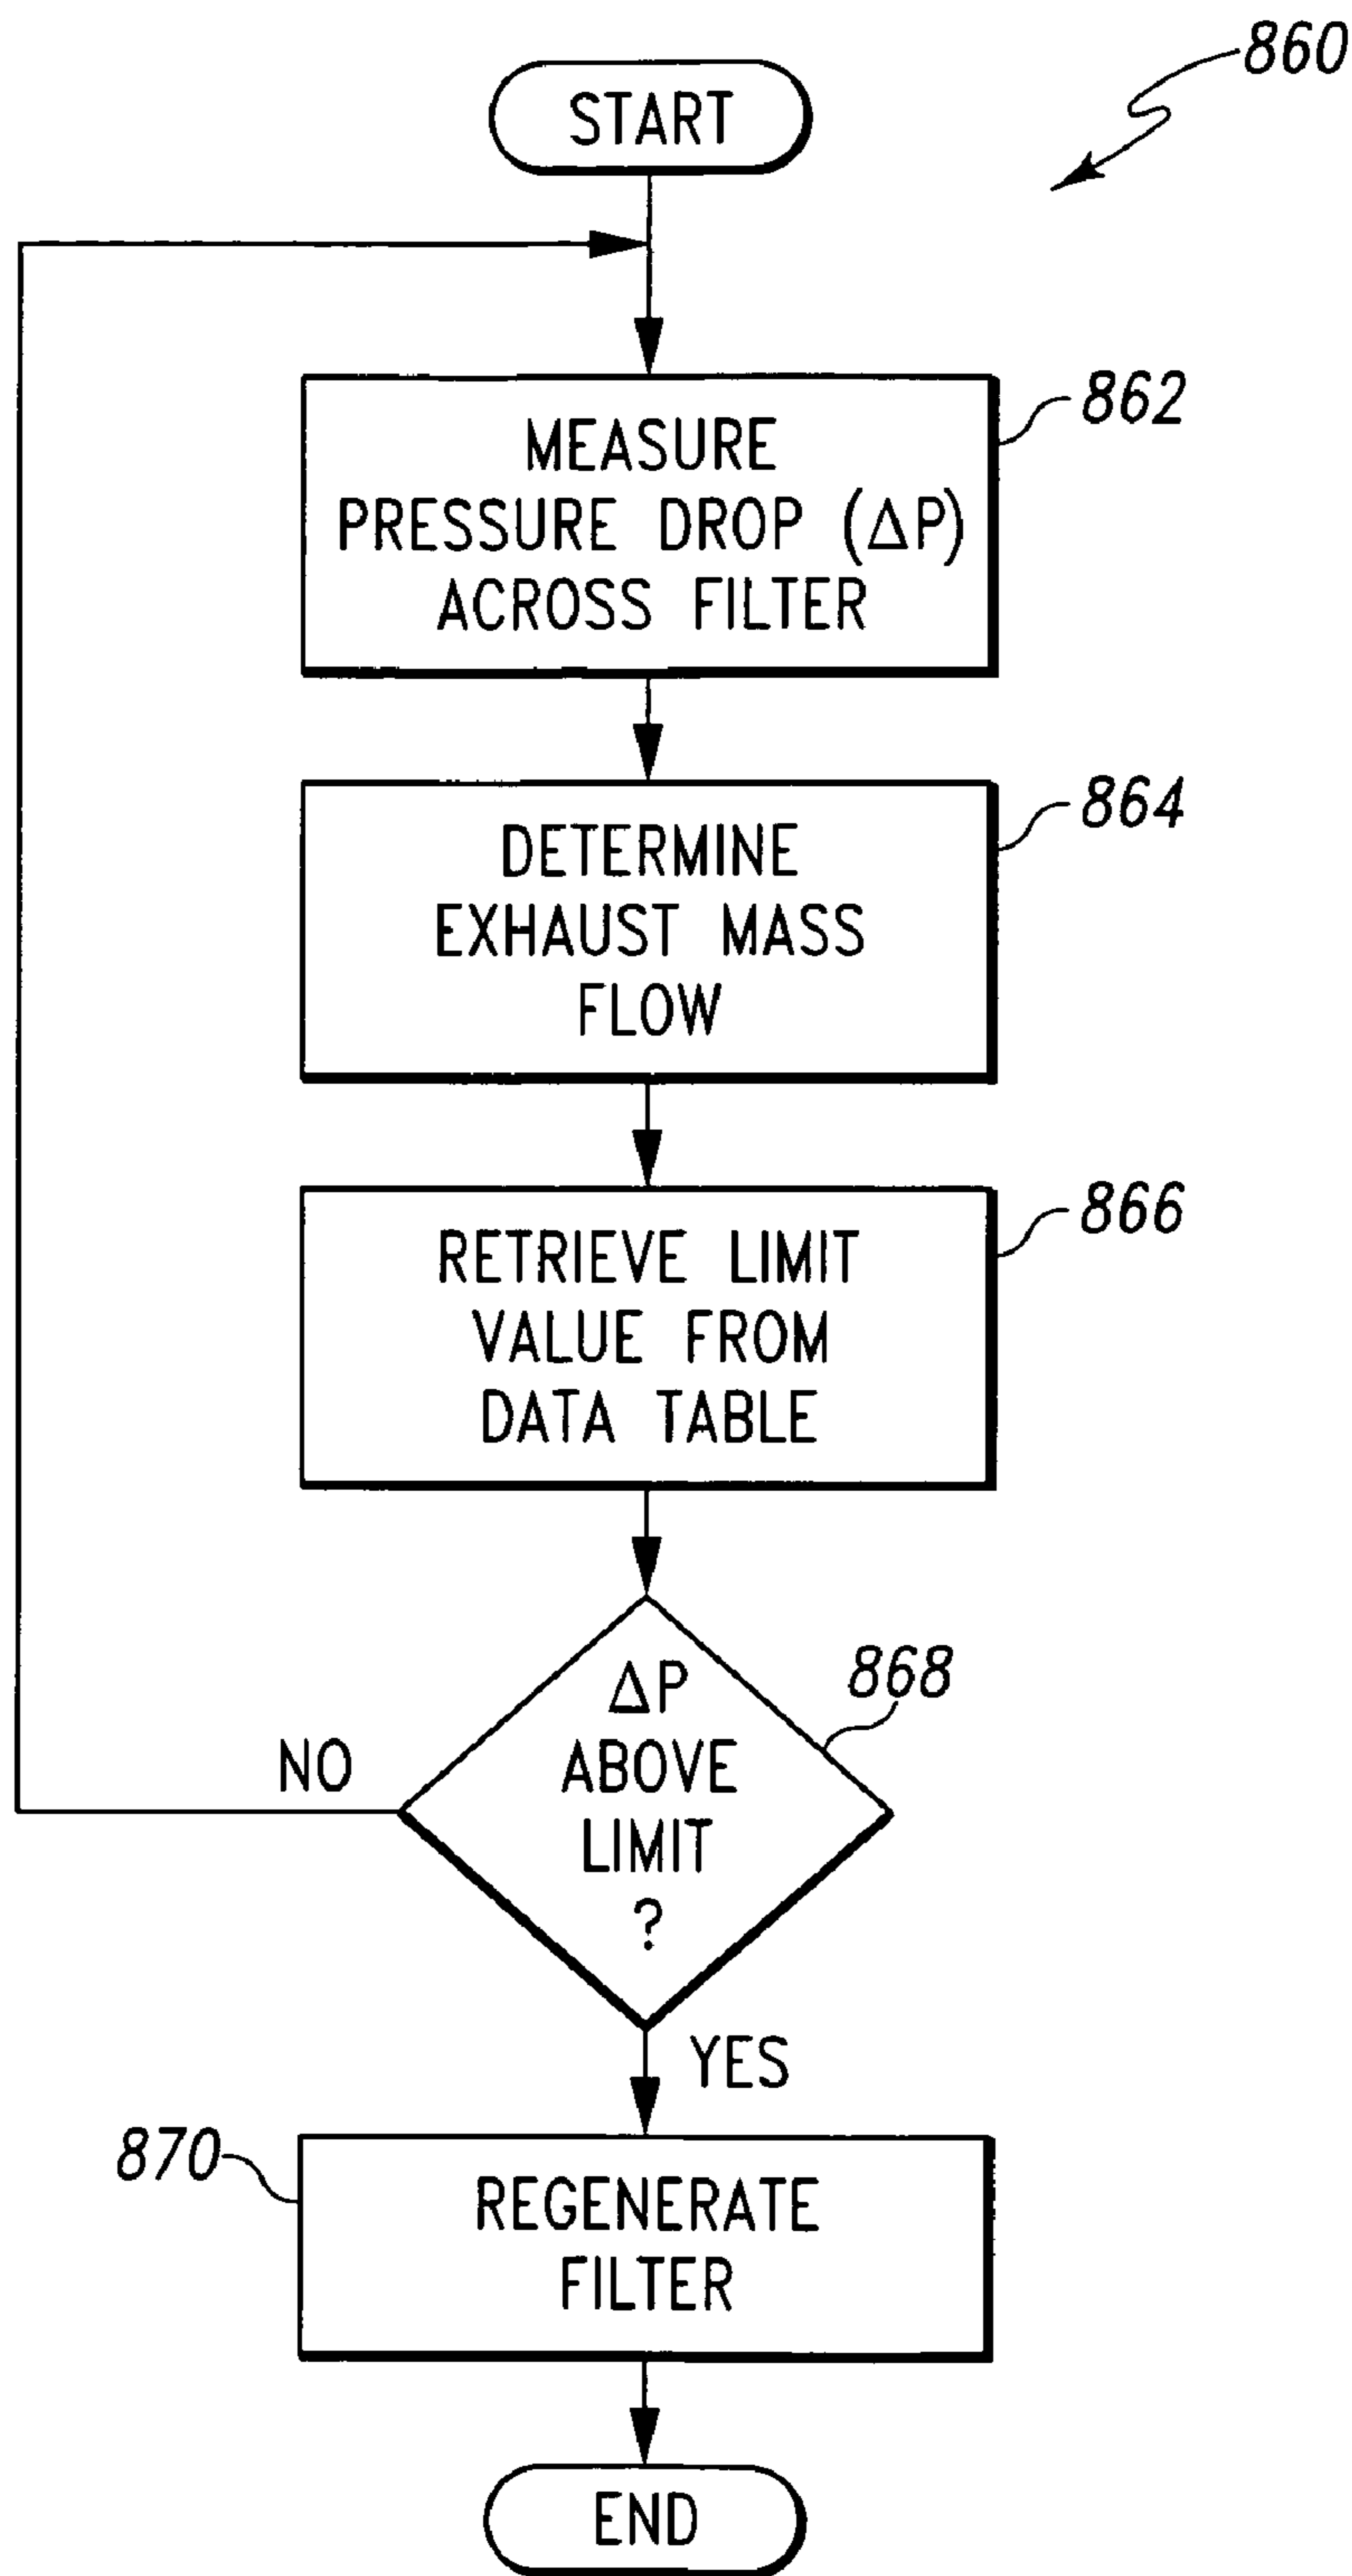 860
START
862
MEASURE
PRESSURE DROP (ΔP)
ACROSS FILTER
864
DETERMINE
EXHAUST MASS
FLOW
866
RETRIEVE LIMIT
VALUE FROM
DATA TABLE
868
ΔP
ABOVE
LIMIT
?
NO
YES
870
REGENERATE
FILTER
END